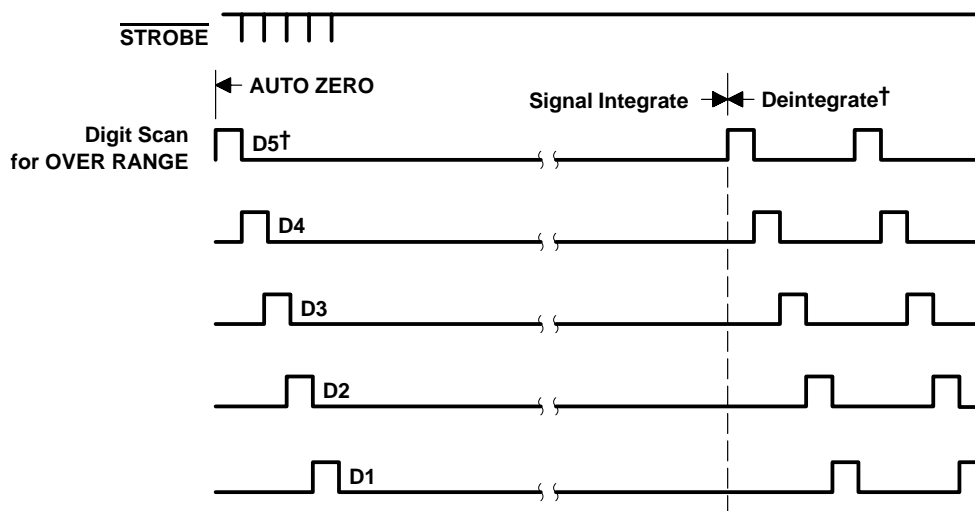 STROBE
AUTO ZERO
Signal Integrate
Deintegrate†
Digit Scan
for OVER RANGE
D5†
D4
D3
D2
D1